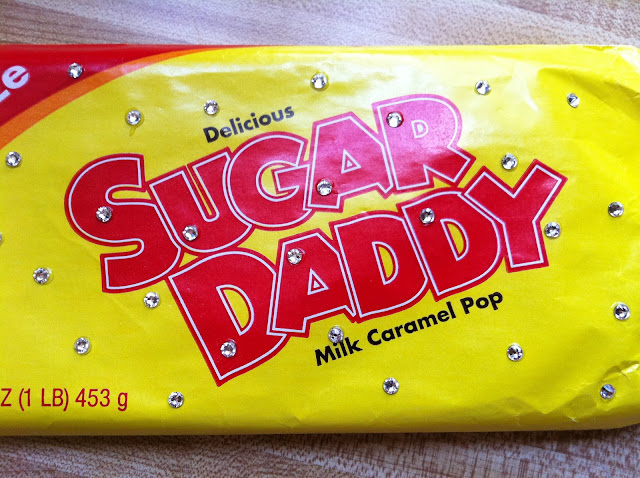 Delicious
SUGAR
DADDY
Milk Caramel Pop
Z (1 LB) 453 g